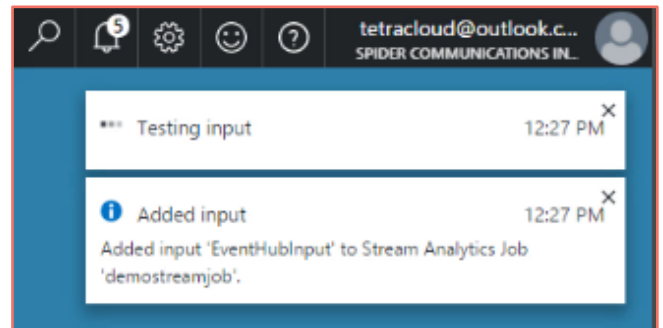 5
tetracloud@outlook.c...
SPIDER COMMUNICATIONS IN...
Testing input 12:27 PM
Added input 12:27 PM
Added input 'EventHubInput' to Stream Analytics Job
'demostreamjob'.